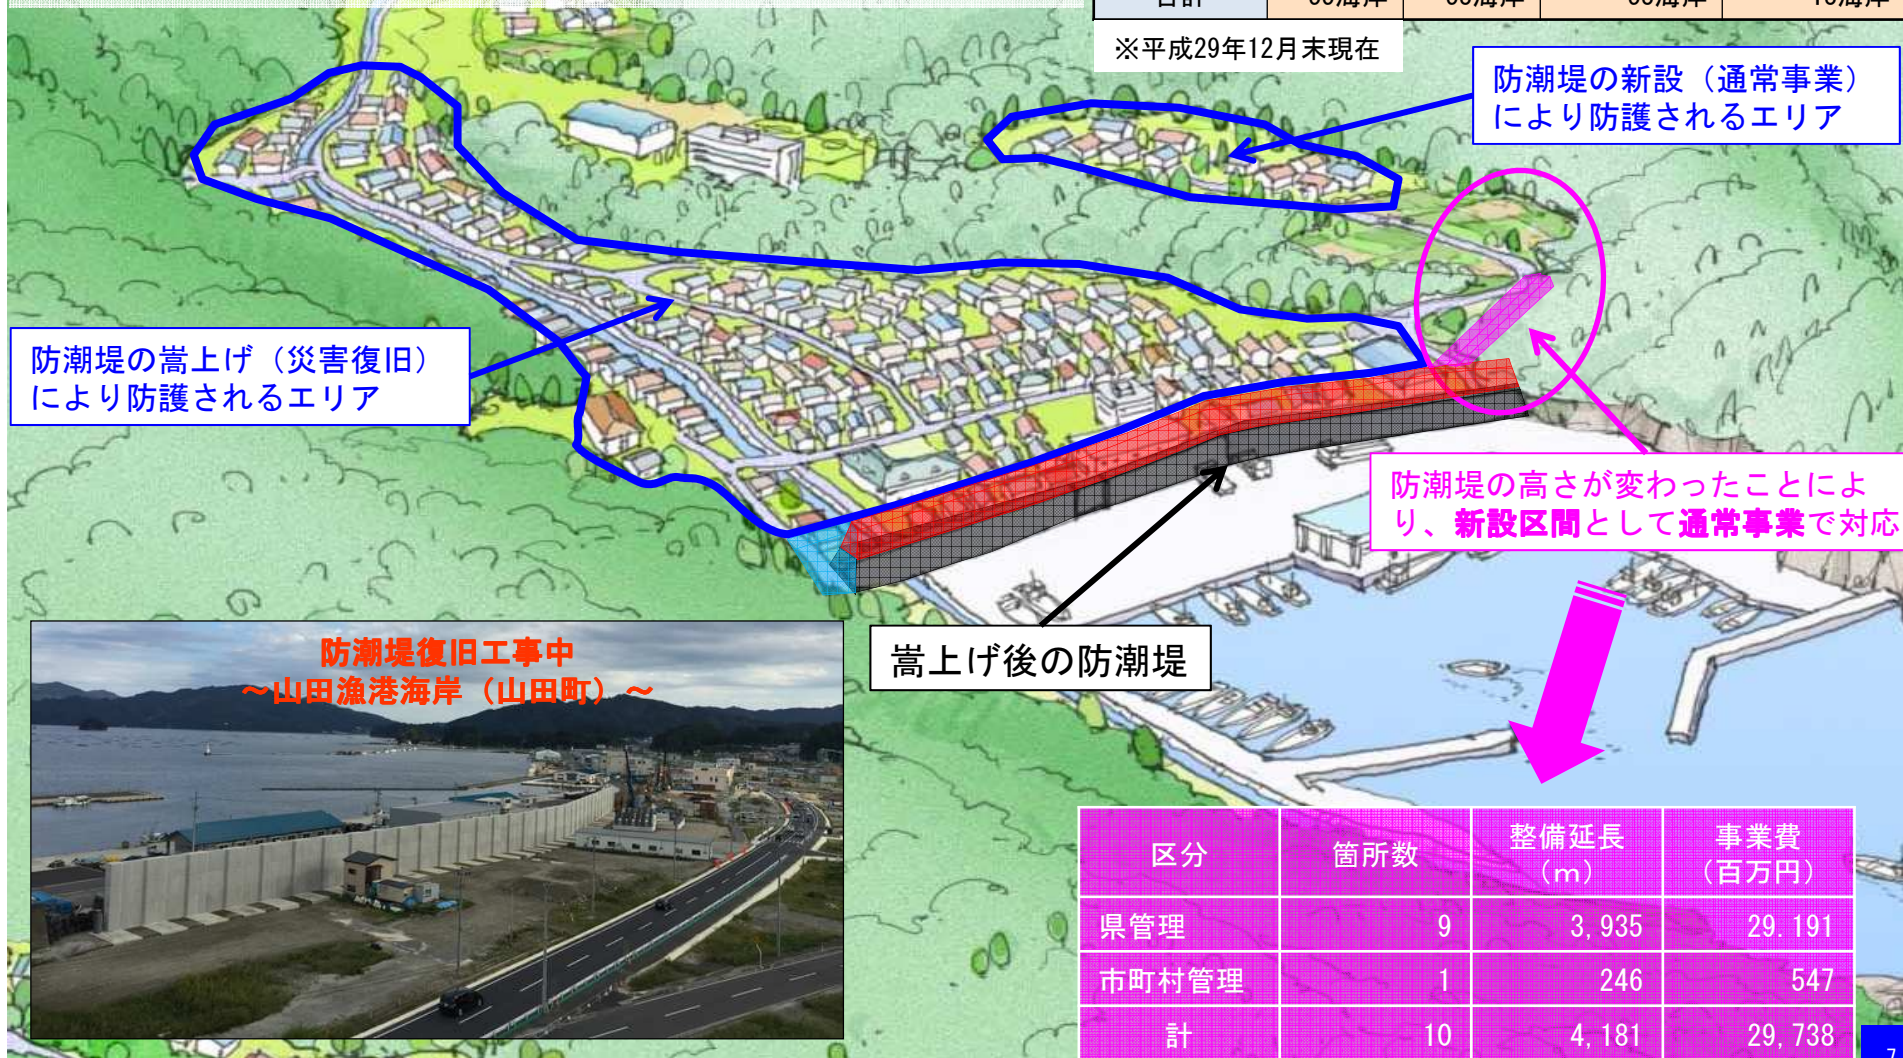 ※平成29年12月末現在
防潮堤の新設（通常事業）
により防護されるエリア
防潮堤の嵩上げ（災害復旧）
により防護されるエリア
防潮堤の高さが変わったことによ
り、新設区間として通常事業で対応
嵩上げ後の防潮堤
防潮堤復旧工事中
～山田漁港海岸（山田町）～
区分 箇所数 整備延長（ｍ） 事業費（百万円）
県管理 9 3,935 29.191
市町村管理 1 246 547
計 10 4,181 29,738
7